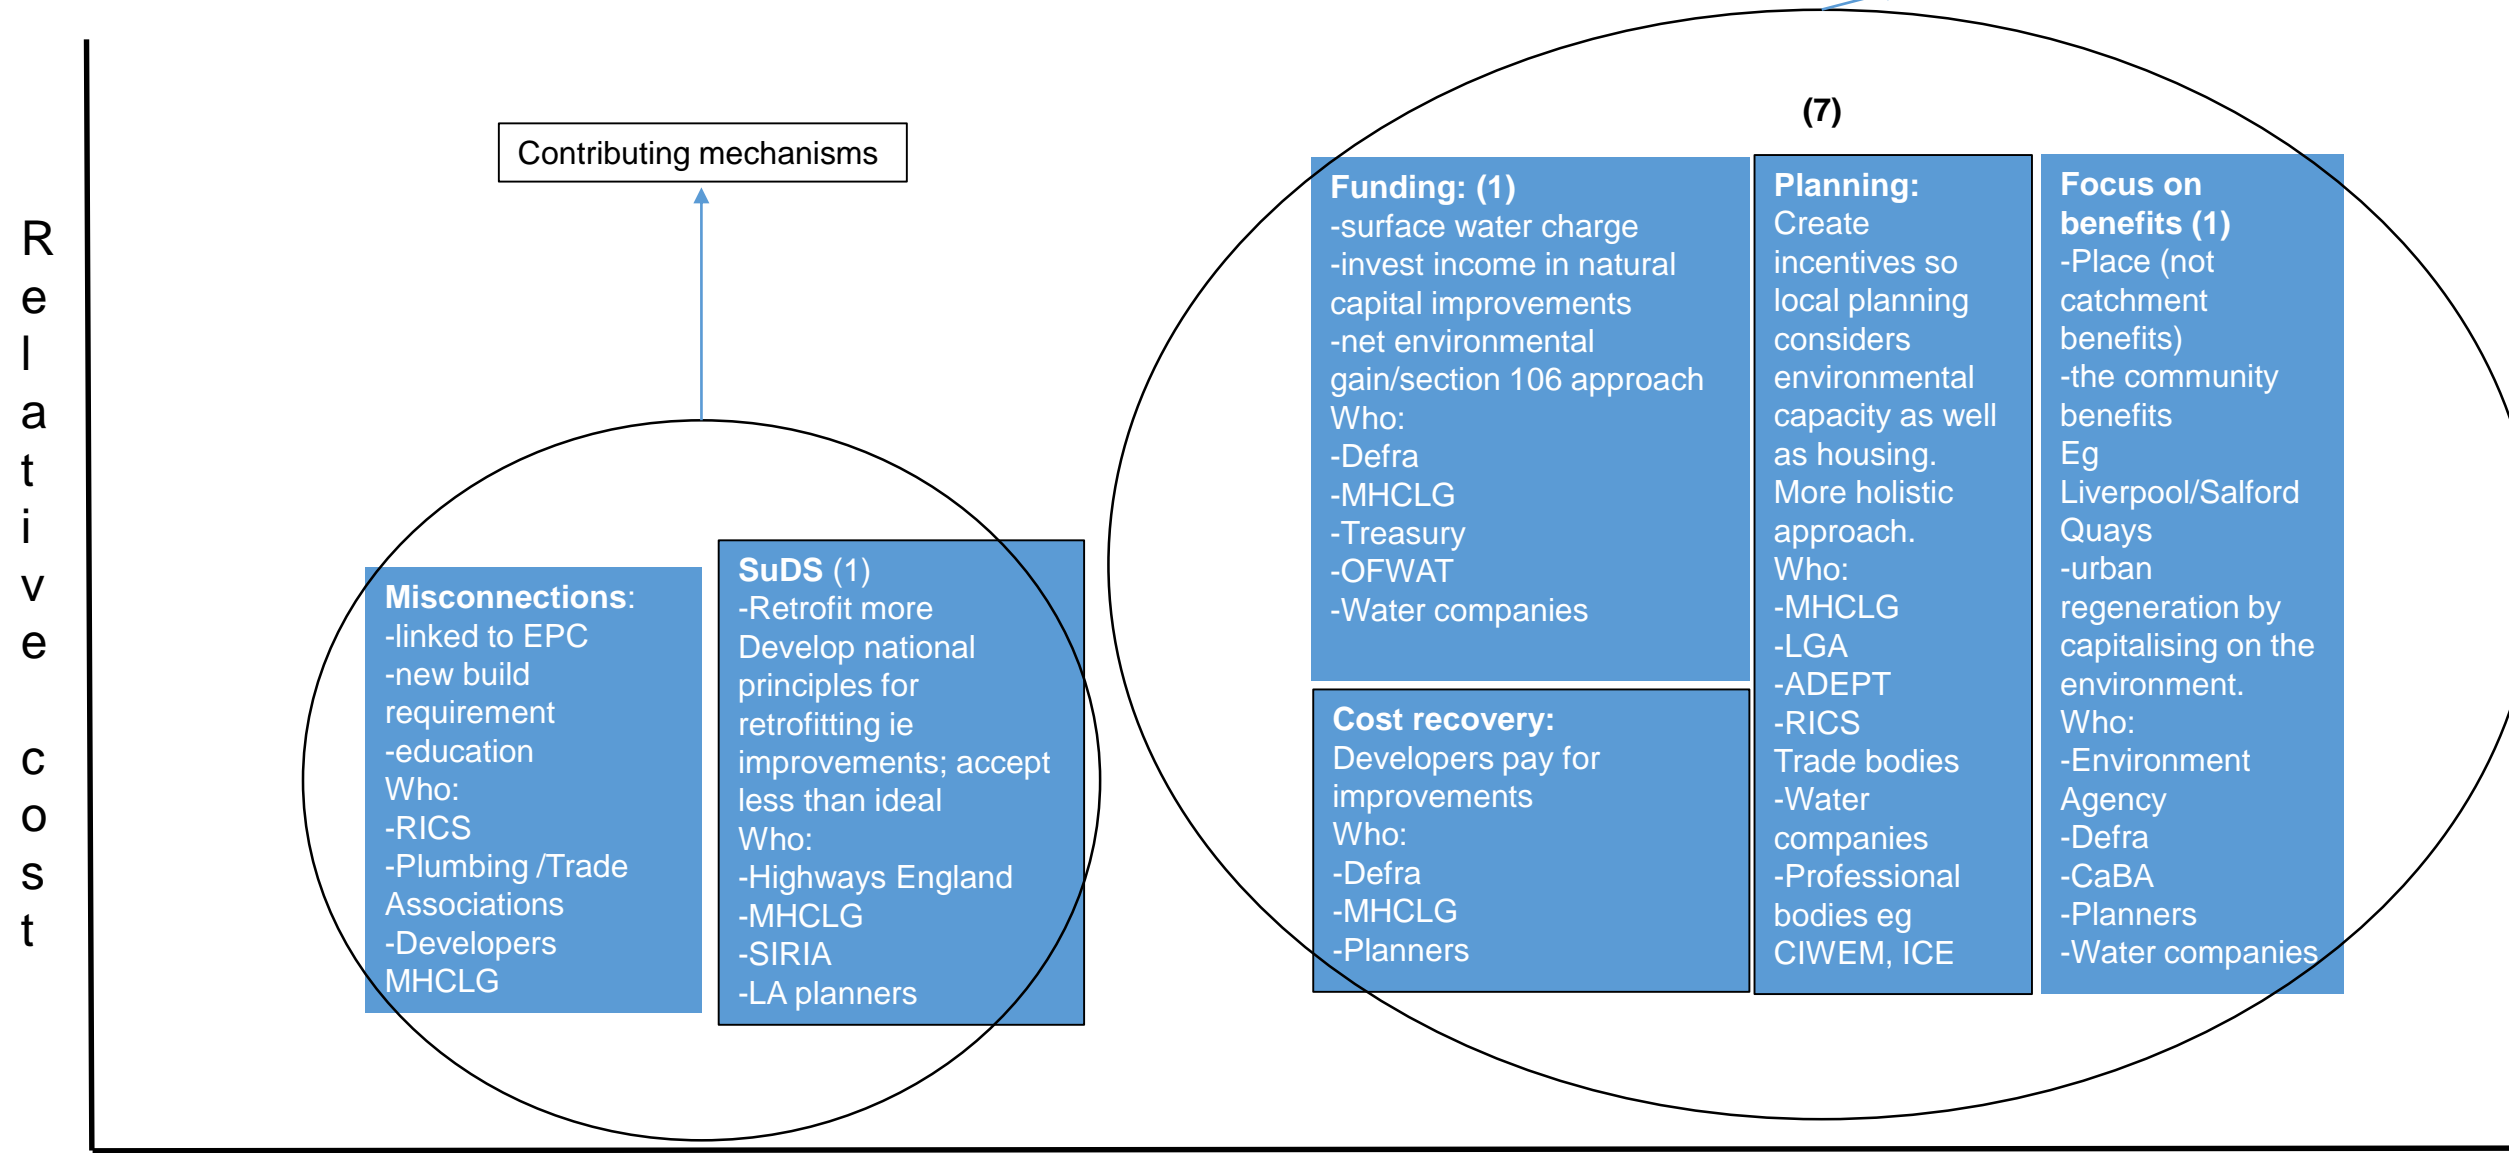 Relative cost
Contributing mechanisms
Misconnections:
-linked to EPC
-new build
requirement
-education
Who:
-RICS
-Plumbing /Trade
Associations
-Developers
MHCLG
SuDS (1)
-Retrofit more
Develop national
principles for
retrofitting ie
improvements; accept
less than ideal
Who:
-Highways England
-MHCLG
-SIRIA
-LA planners
(7)
Funding: (1)
-surface water charge
-invest income in natural
capital improvements
-net environmental
gain/section 106 approach
Who:
-Defra
-MHCLG
-Treasury
-OFWAT
-Water companies
Cost recovery:
Developers pay for
improvements
Who:
-Defra
-MHCLG
-Planners
Planning:
Create
incentives so
local planning
considers
environmental
capacity as well
as housing.
More holistic
approach.
Who:
-MHCLG
-LGA
-ADEPT
-RICS
Trade bodies
-Water
companies
-Professional
bodies eg
CIWEM, ICE
Focus on
benefits (1)
-Place (not
catchment
benefits)
-the community
benefits
Eg
Liverpool/Salford
Quays
-urban
regeneration by
capitalising on the
environment.
Who:
-Environment
Agency
-Defra
-CaBA
-Planners
-Water companies